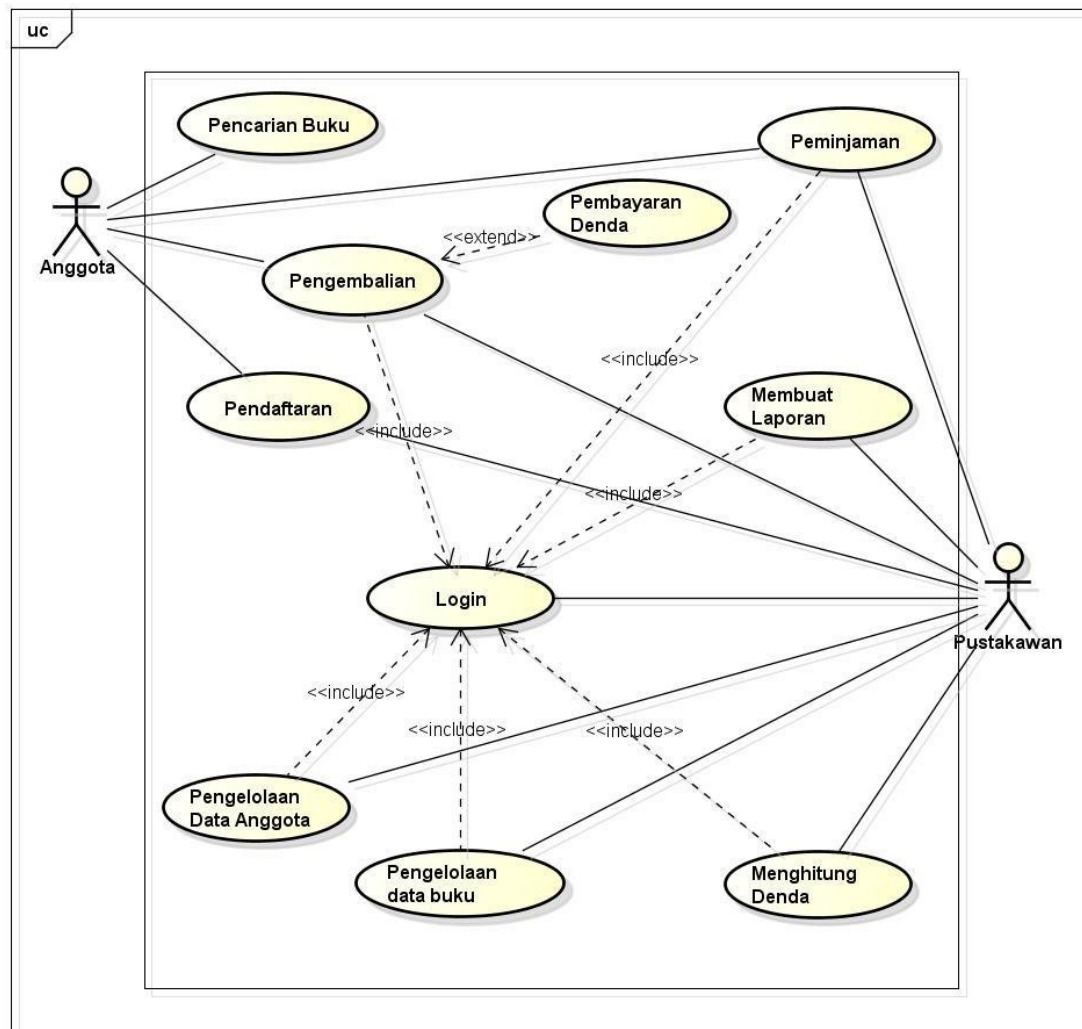 uc
Pencarian Buku
Peminjaman
Pembayaran
Denda
<<extend>>
Anggota
Pengembalian
<<include>>
Pendaftaran
<<include>>
Membuat
Laporan
<<include>>
Login
Pustakawan
<<include>>
<<include>>
<<include>>
Pengelolaan
Data Anggota
Pengelolaan
data buku
Menghitung
Denda